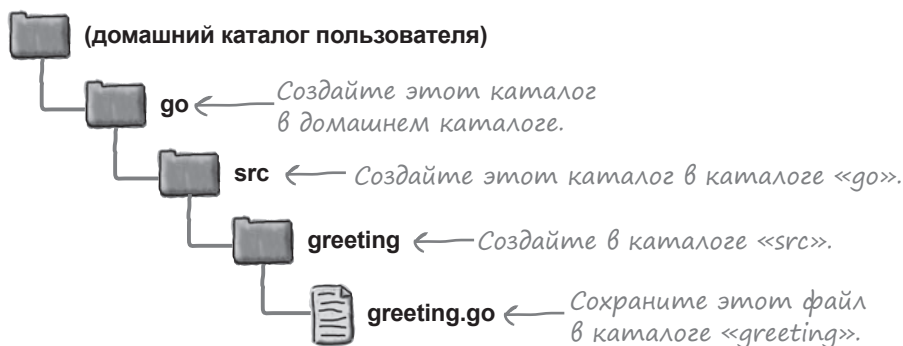 (домашний каталог пользователя)
go
Создайте этот каталог
в домашнем каталоге.
src
Создайте этот каталог в каталоге «go».
greeting
Создайте в каталоге «src».
greeting.go
Сохраните этот файл
в каталоге «greeting».